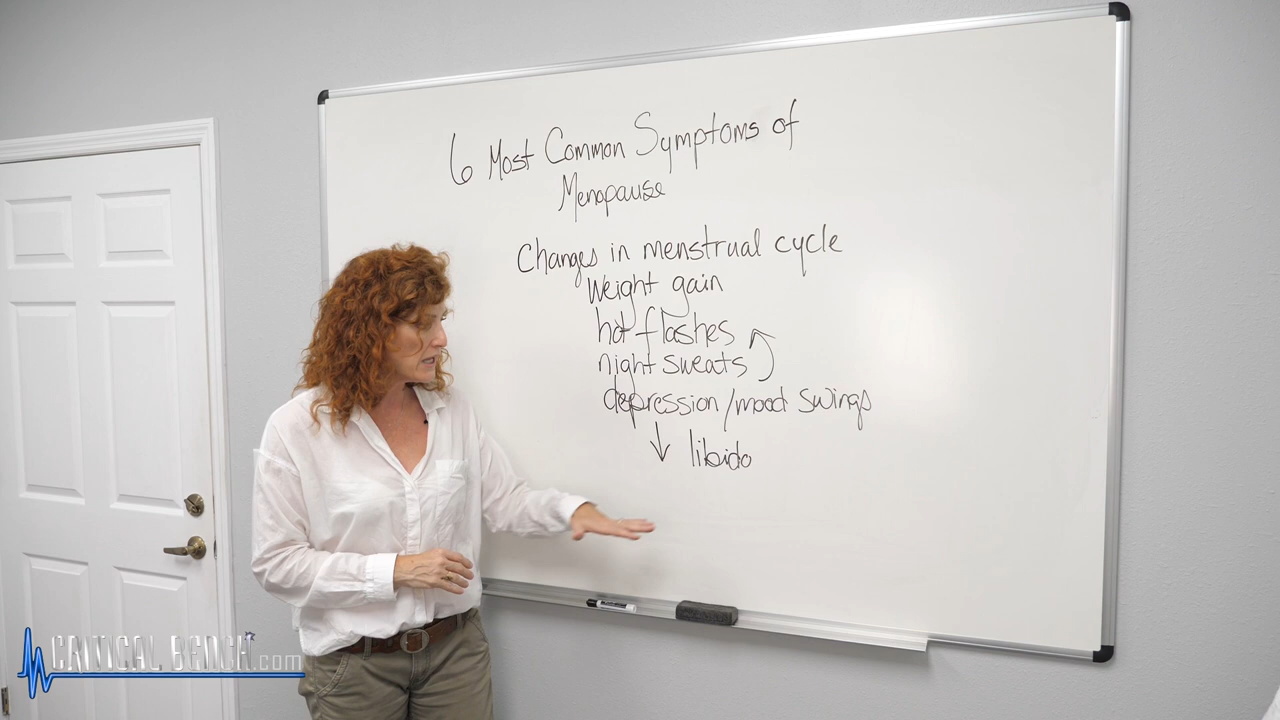 6 Most Common Symptoms of
Menopause
Changes in menstrual cycle
Weight gain
hot flashes
night sweats
depression/mood swings
↓ libido
CRITICAL BENCH.com